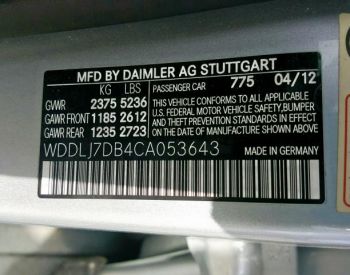 MFD BY DAIMLER AG STUTTGART
KG LBS PASSENGER CAR 775 04/12
GVWR 2375 5236 THIS VEHICLE CONFORMS TO ALL APPLICABLE
GAWR FRONT 1185 2612 U.S. FEDERAL MOTOR VEHICLE SAFETY, BUMPER
GAWR REAR 1235 2723 AND THEFT PREVENTION STANDARDS IN EFFECT ON THE
DATE OF MANUFACTURE SHOWN ABOVE.
WDDLJ7DB4CA053643 MADE IN GERMANY